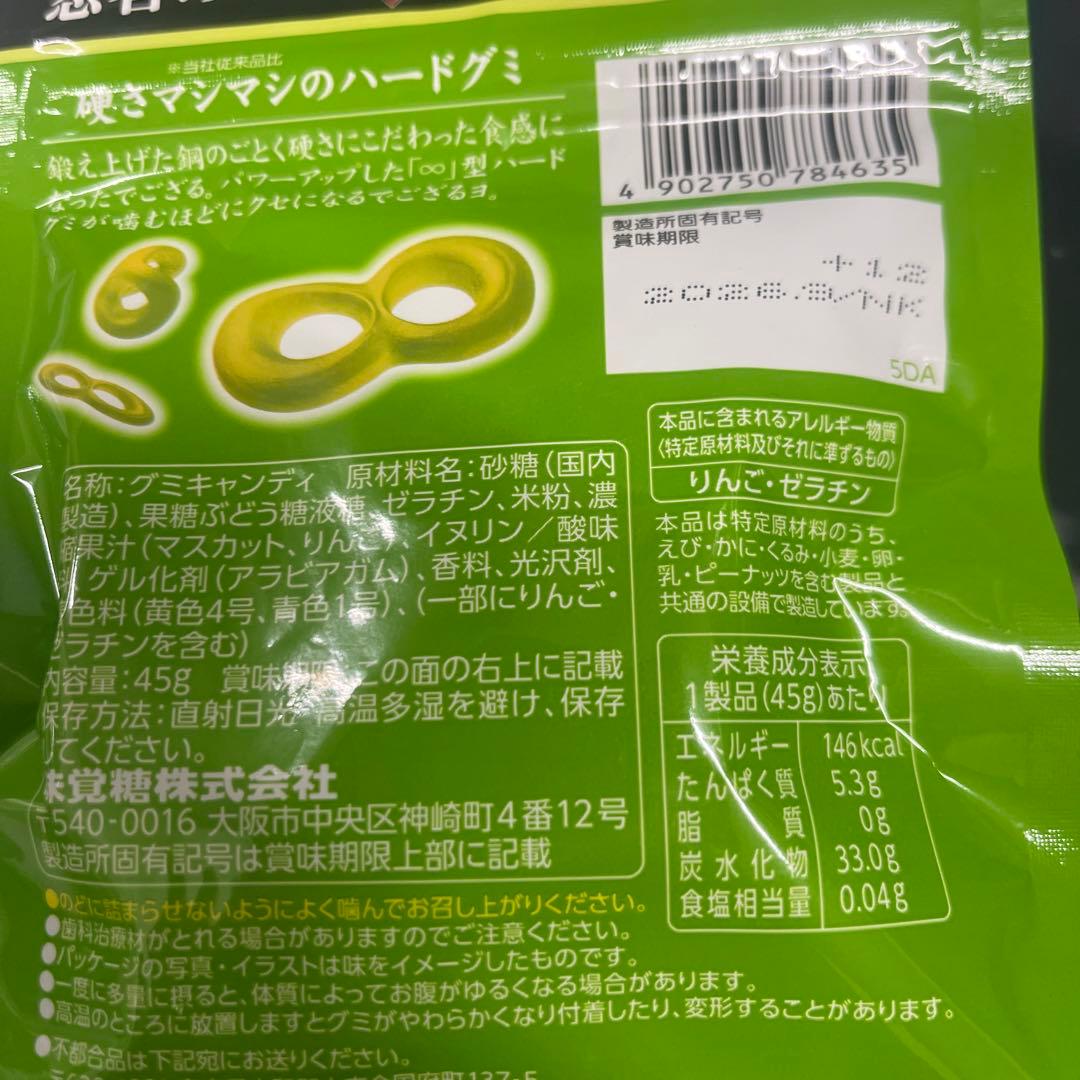 ※当社従来品比
硬さマシマシのハードグミ
鍛え上げた鋼のごとく硬さにこだわった食感に
なったでござる。パワーアップした「∞」型ハード
グミが噛むほどにクセになるでござるヨ。
4 902750 784635
製造所固有記号
賞味期限
+12
2026.3/NK
5DA
本品に含まれるアレルギー物質
〈特定原材料及びそれに準ずるもの〉
りんご・ゼラチン
本品は特定原材料のうち、
えび・かに・くるみ・小麦・卵・
乳・ピーナッツを含む製品と
共通の設備で製造しています。
名称:グミキャンディ 原材料名:砂糖(国内
製造)、果糖ぶどう糖液糖、ゼラチン、米粉、濃
果汁(マスカット、りんご)、イヌリン/酸味
、ゲル化剤(アラビアガム)、香料、光沢剤、
色料(黄色4号、青色1号)、(一部にりんご・
ゼラチンを含む)
内容量:45g 賞味期限:この面の右上に記載
保存方法:直射日光、高温多湿を避け、保存
してください。
味覚糖株式会社
〒540-0016 大阪市中央区神崎町4番12号
製造所固有記号は賞味期限上部に記載
栄養成分表示
1製品(45g)あたり
エネルギー 146kcal
たんぱく質 5.3g
脂質 0g
炭水化物 33.0g
食塩相当量 0.04g
●のどに詰まらせないようによく噛んでお召し上がりください。
●歯科治療材がとれる場合がありますのでご注意ください。
●パッケージの写真・イラストは味をイメージしたものです。
●一度に多量に摂ると、体質によってお腹がゆるくなる場合があります。
●高温のところに放置しますとグミがやわらかくなり付着したり、変形することがあります。
●不都合品は下記宛にお送りください。